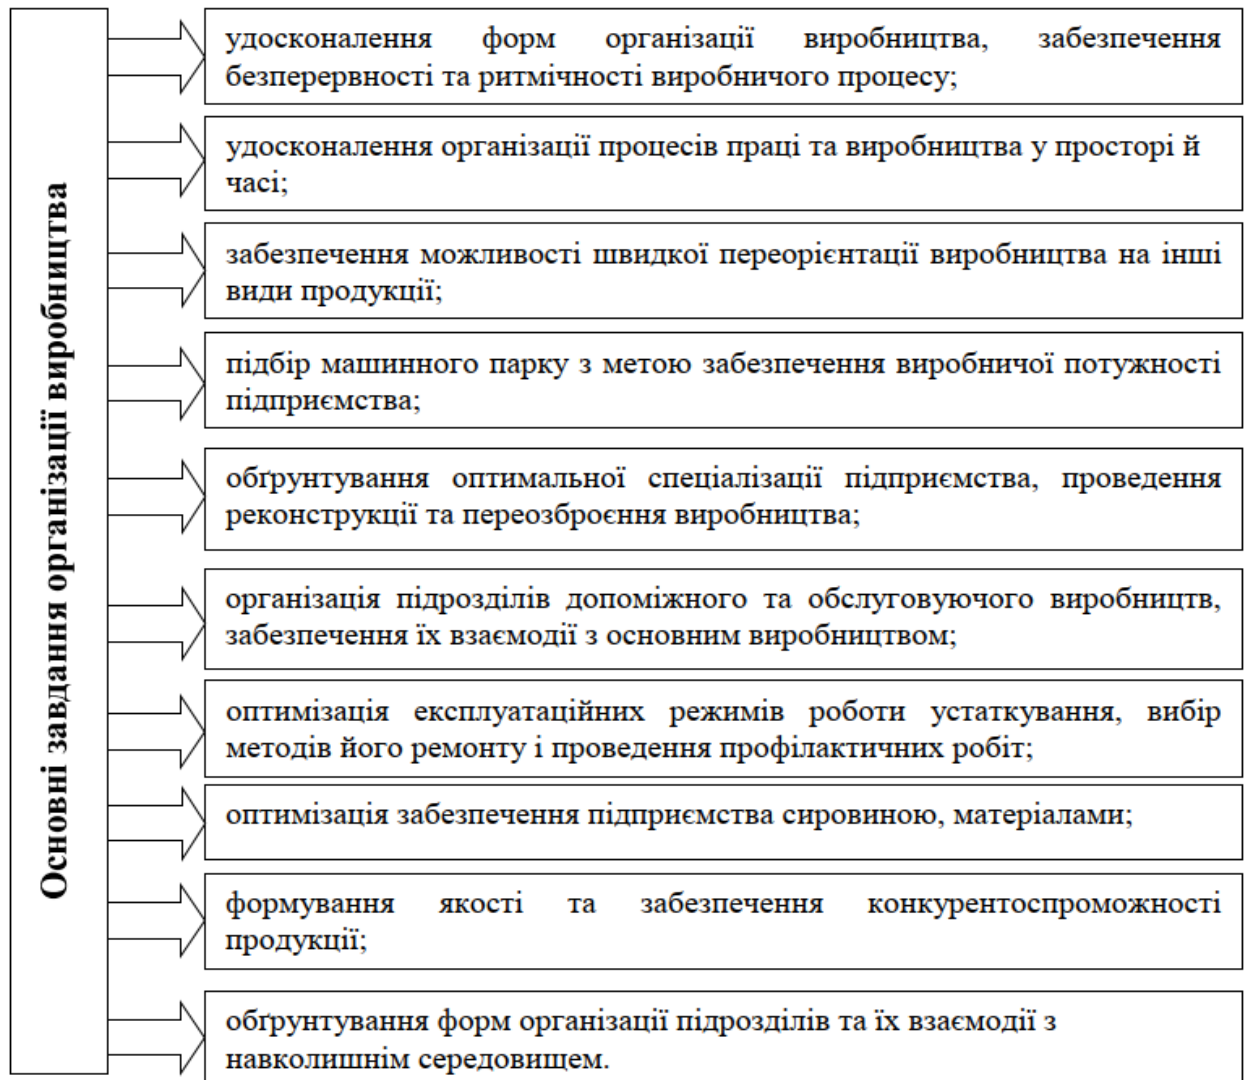 Основні завдання організації виробництва
удосконалення форм організації виробництва, забезпечення
безперервності та ритмічності виробничого процесу;
удосконалення організації процесів праці та виробництва у просторі й
часі;
забезпечення можливості швидкої переорієнтації виробництва на інші
види продукції;
підбір машинного парку з метою забезпечення виробничої потужності
підприємства;
обґрунтування оптимальної спеціалізації підприємства, проведення
реконструкції та переозброєння виробництва;
організація підрозділів допоміжного та обслуговуючого виробництв,
забезпечення їх взаємодії з основним виробництвом;
оптимізація експлуатаційних режимів роботи устаткування, вибір
методів його ремонту і проведення профілактичних робіт;
оптимізація забезпечення підприємства сировиною, матеріалами;
формування якості та забезпечення конкурентоспроможності
продукції;
обґрунтування форм організації підрозділів та їх взаємодії з
навколишнім середовищем.